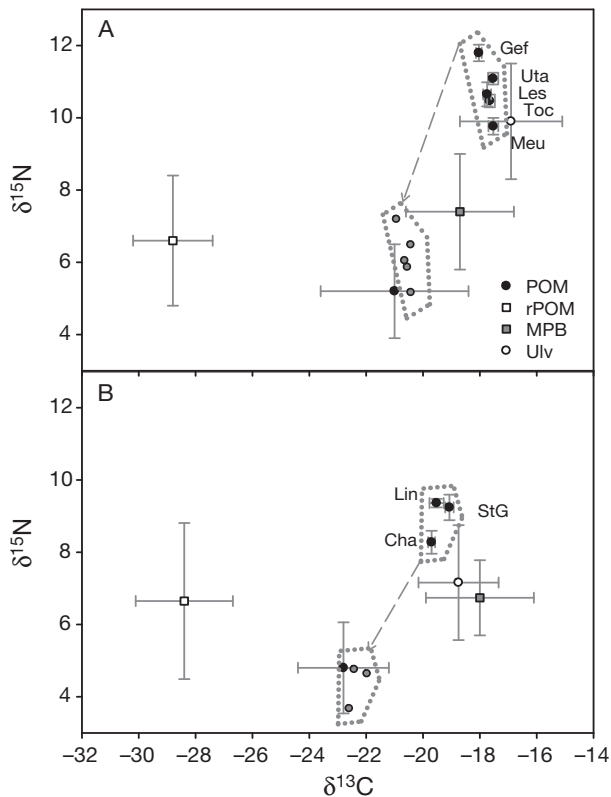 A
12
10
8
6
4
δ15N
Gef
Uta
Les
Toc
Meu
POM
rPOM
MPB
Ulv
B
12
10
8
6
4
δ15N
Lin
StG
Cha
−32 −30 −28 −26 −24 −22 −20 −18 −16 −14
δ13C